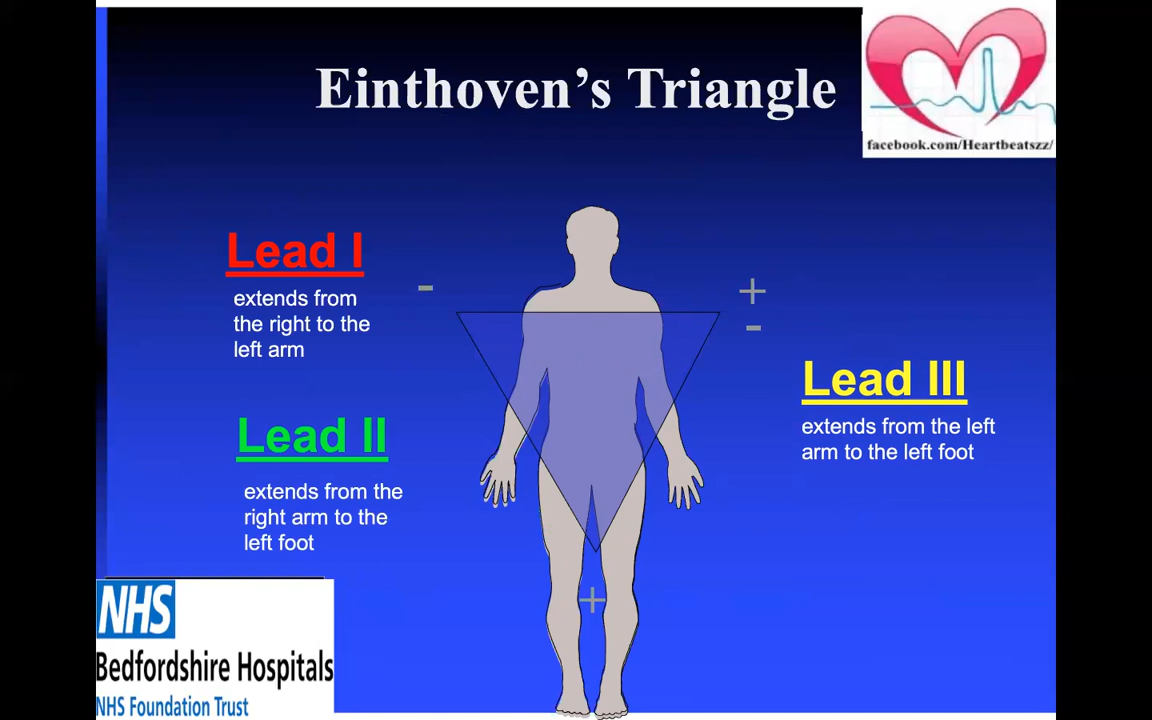 Einthoven's Triangle
facebook.com/Heartbeatszz/
Lead I
extends from
the right to the
left arm
-
+
-
Lead III
extends from the left
arm to the left foot
Lead II
extends from the
right arm to the
left foot
+
NHS
Bedfordshire Hospitals
NHS Foundation Trust